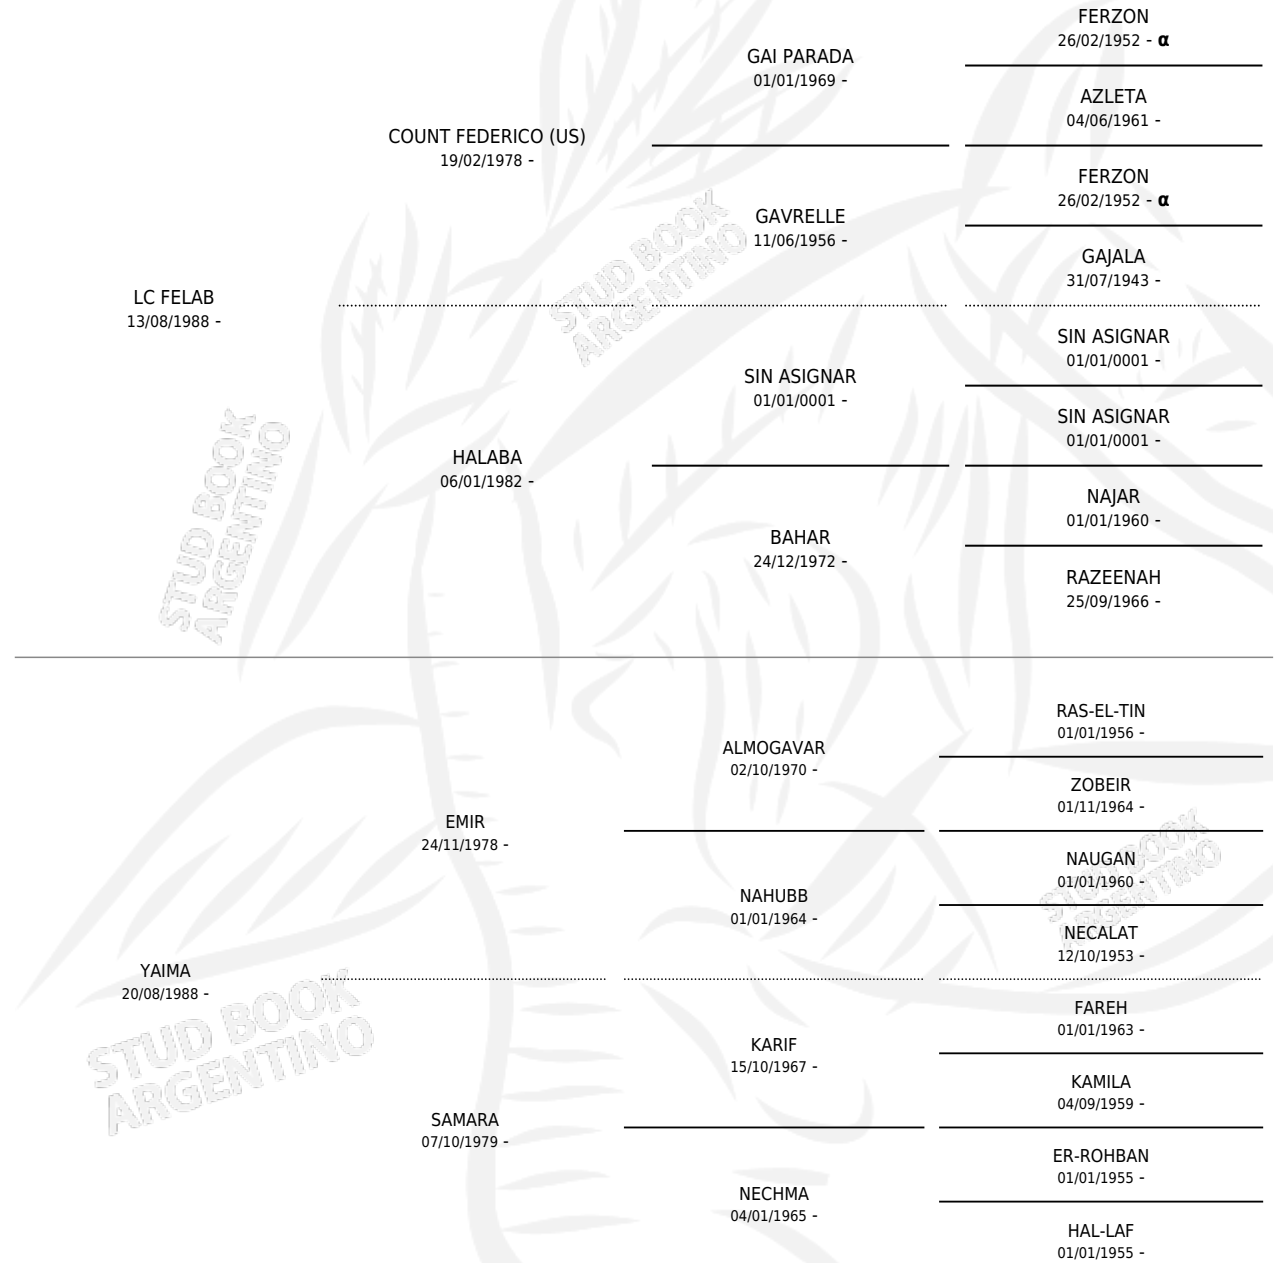 FERZON
26/02/1952 - α
GAI PARADA
01/01/1969 -
AZLETA
04/06/1961 -
COUNT FEDERICO (US)
19/02/1978 -
FERZON
26/02/1952 - α
GAVRELLE
11/06/1956 -
GAJALA
31/07/1943 -
LC FELAB
13/08/1988 -
SIN ASIGNAR
01/01/0001 -
SIN ASIGNAR
01/01/0001 -
SIN ASIGNAR
01/01/0001 -
HALABA
06/01/1982 -
NAJAR
01/01/1960 -
BAHAR
24/12/1972 -
RAZEENAH
25/09/1966 -
RAS-EL-TIN
01/01/1956 -
ALMOGAVAR
02/10/1970 -
ZOBEIR
01/11/1964 -
EMIR
24/11/1978 -
NAUGAN
01/01/1960 -
NAHUBB
01/01/1964 -
NECALAT
12/10/1953 -
YAIMA
20/08/1988 -
FAREH
01/01/1963 -
KARIF
15/10/1967 -
KAMILA
04/09/1959 -
SAMARA
07/10/1979 -
ER-ROHBAN
01/01/1955 -
NECHMA
04/01/1965 -
HAL-LAF
01/01/1955 -
STUD BOOK
ARGENTINO
STUD BOOK
ARGENTINO
STUD BOOK
ARGENTINO
STUD BOOK
ARGENTINO